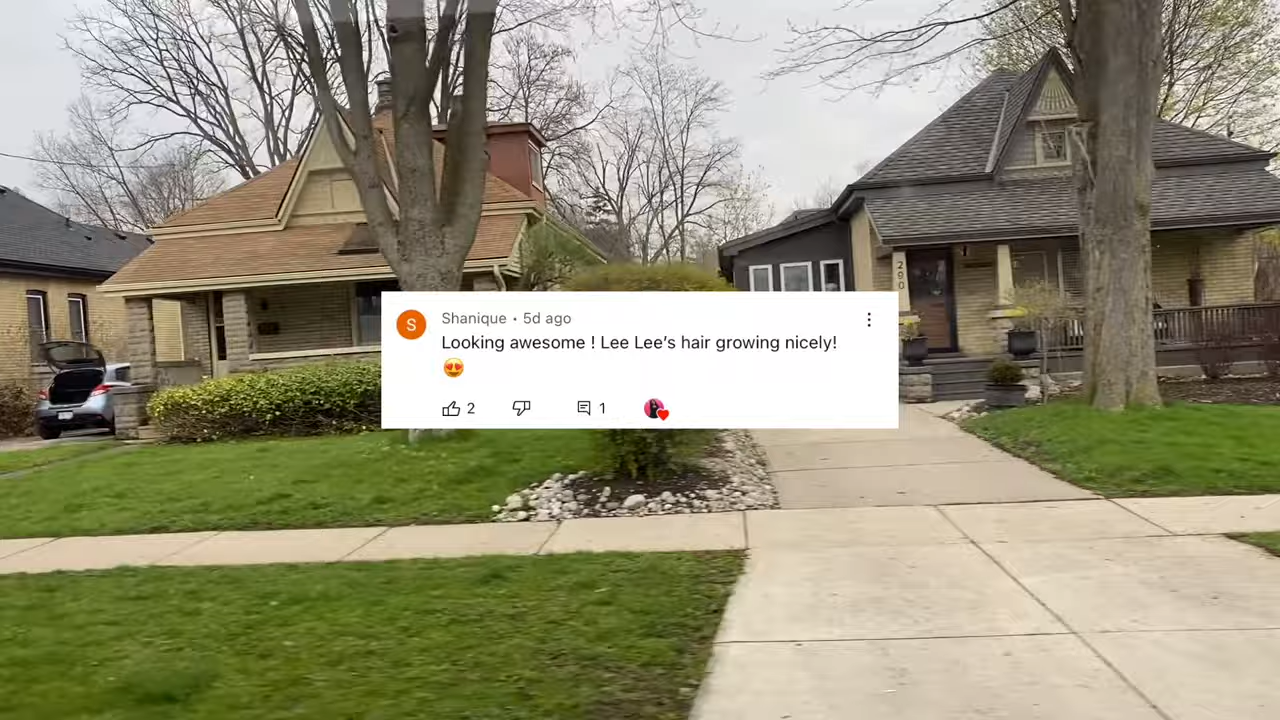 S
Shanique • 5d ago
Looking awesome ! Lee Lee's hair growing nicely!
😍
2
1
290